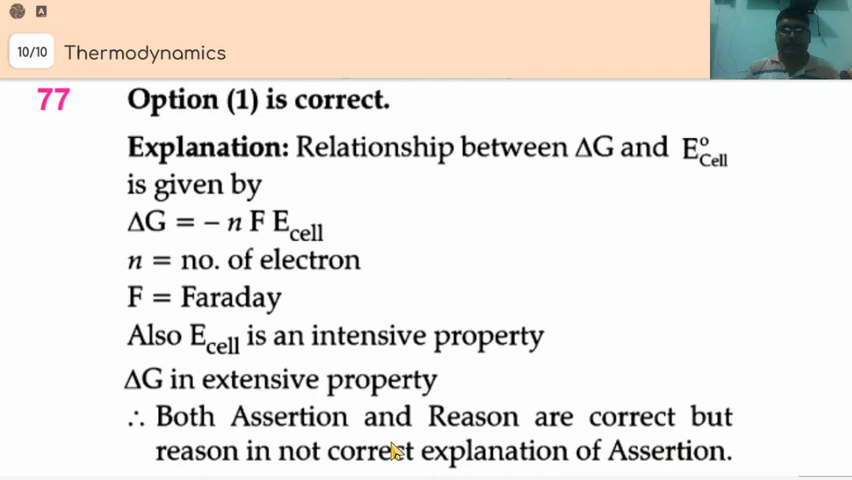 A
10/10 Thermodynamics
77 Option (1) is correct.
Explanation: Relationship between ΔG and E°Cell
is given by
ΔG = – n F Ecell
n = no. of electron
F = Faraday
Also Ecell is an intensive property
ΔG in extensive property
∴ Both Assertion and Reason are correct but
reason in not correct explanation of Assertion.